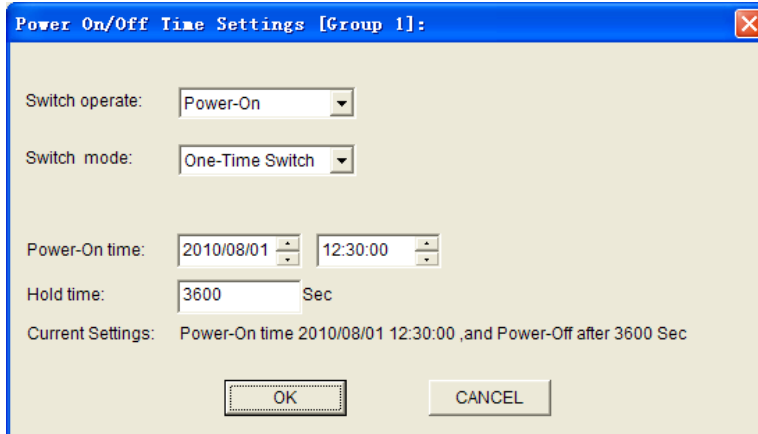 Power On/Off Time Settings [Group 1]:
Switch operate: Power-On
Switch mode: One-Time Switch
Power-On time: 2010/08/01 12:30:00
Hold time: 3600 Sec
Current Settings: Power-On time 2010/08/01 12:30:00 ,and Power-Off after 3600 Sec
OK CANCEL